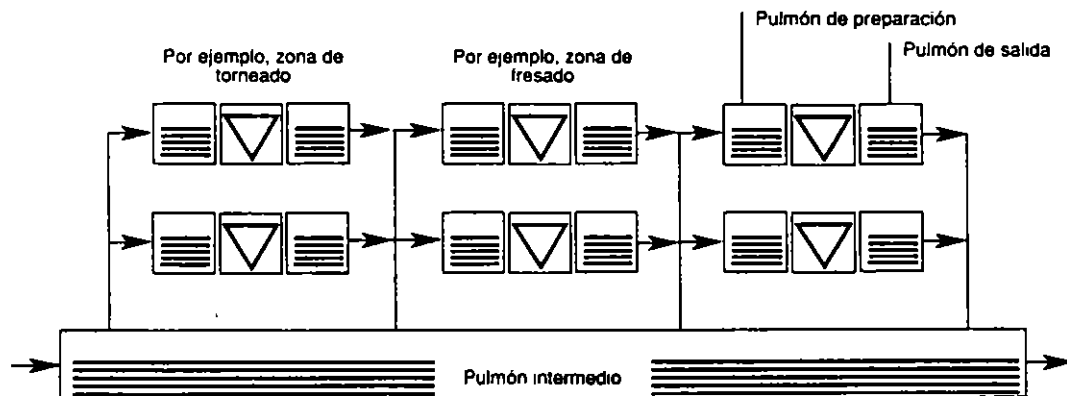 Pulmón de preparación
Pulmón de salida
Por ejemplo, zona de
torneado
Por ejemplo, zona de
fresado
Pulmón intermedio